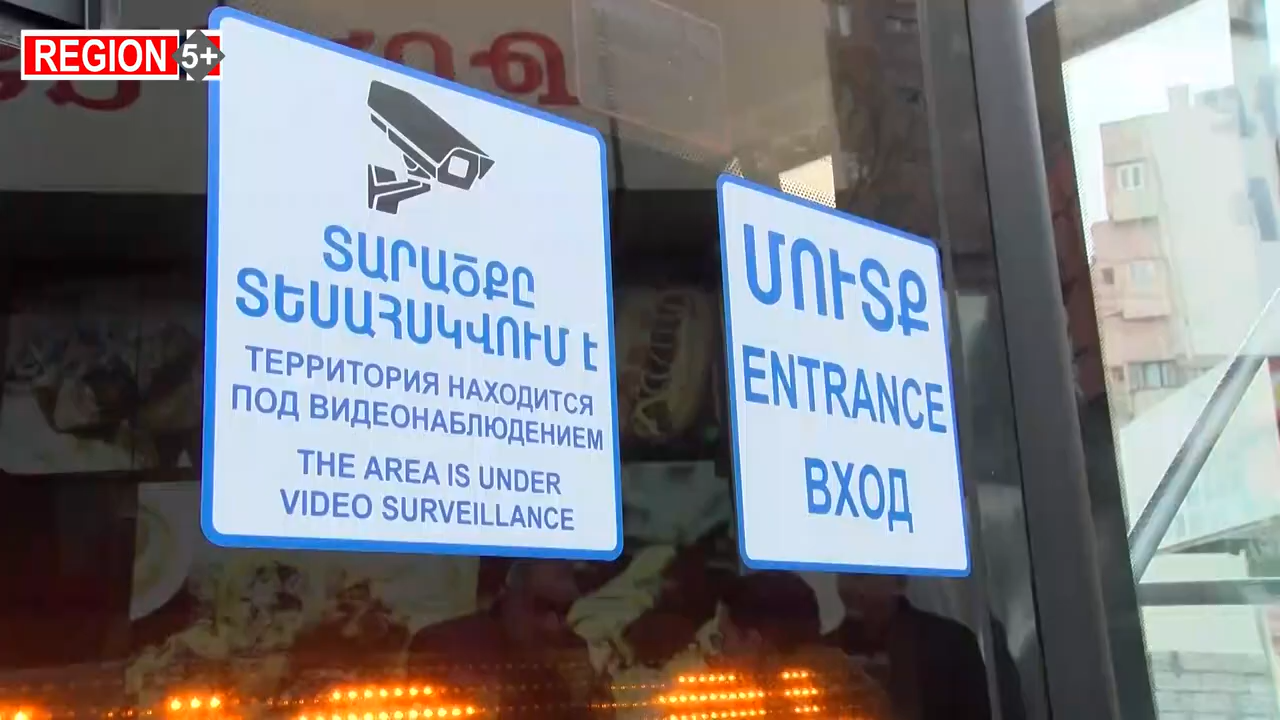 REGION 5+
ՏԱՐԱԾՔԸ
ՏԵՍԱՀՍԿՎՈՒՄ Է
ТЕРРИТОРИЯ НАХОДИТСЯ
ПОД ВИДЕОНАБЛЮДЕНИЕМ
THE AREA IS UNDER
VIDEO SURVEILLANCE
ՄՈՒՏՔ
ENTRANCE
ВХОД